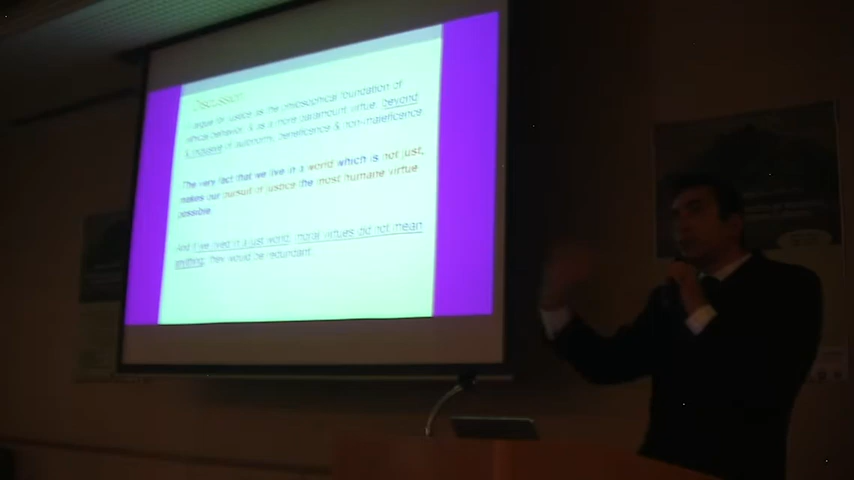 Discussion
I argue for justice as the philosophical foundation of
ethical behavior, & as a more paramount virtue, beyond
& inclusive of autonomy, beneficence & non-maleficence.
The very fact that we live in a world which is not just,
makes our pursuit of justice the most humane virtue
possible.
And if we lived in a just world, moral virtues did not mean
anything, they would be redundant.